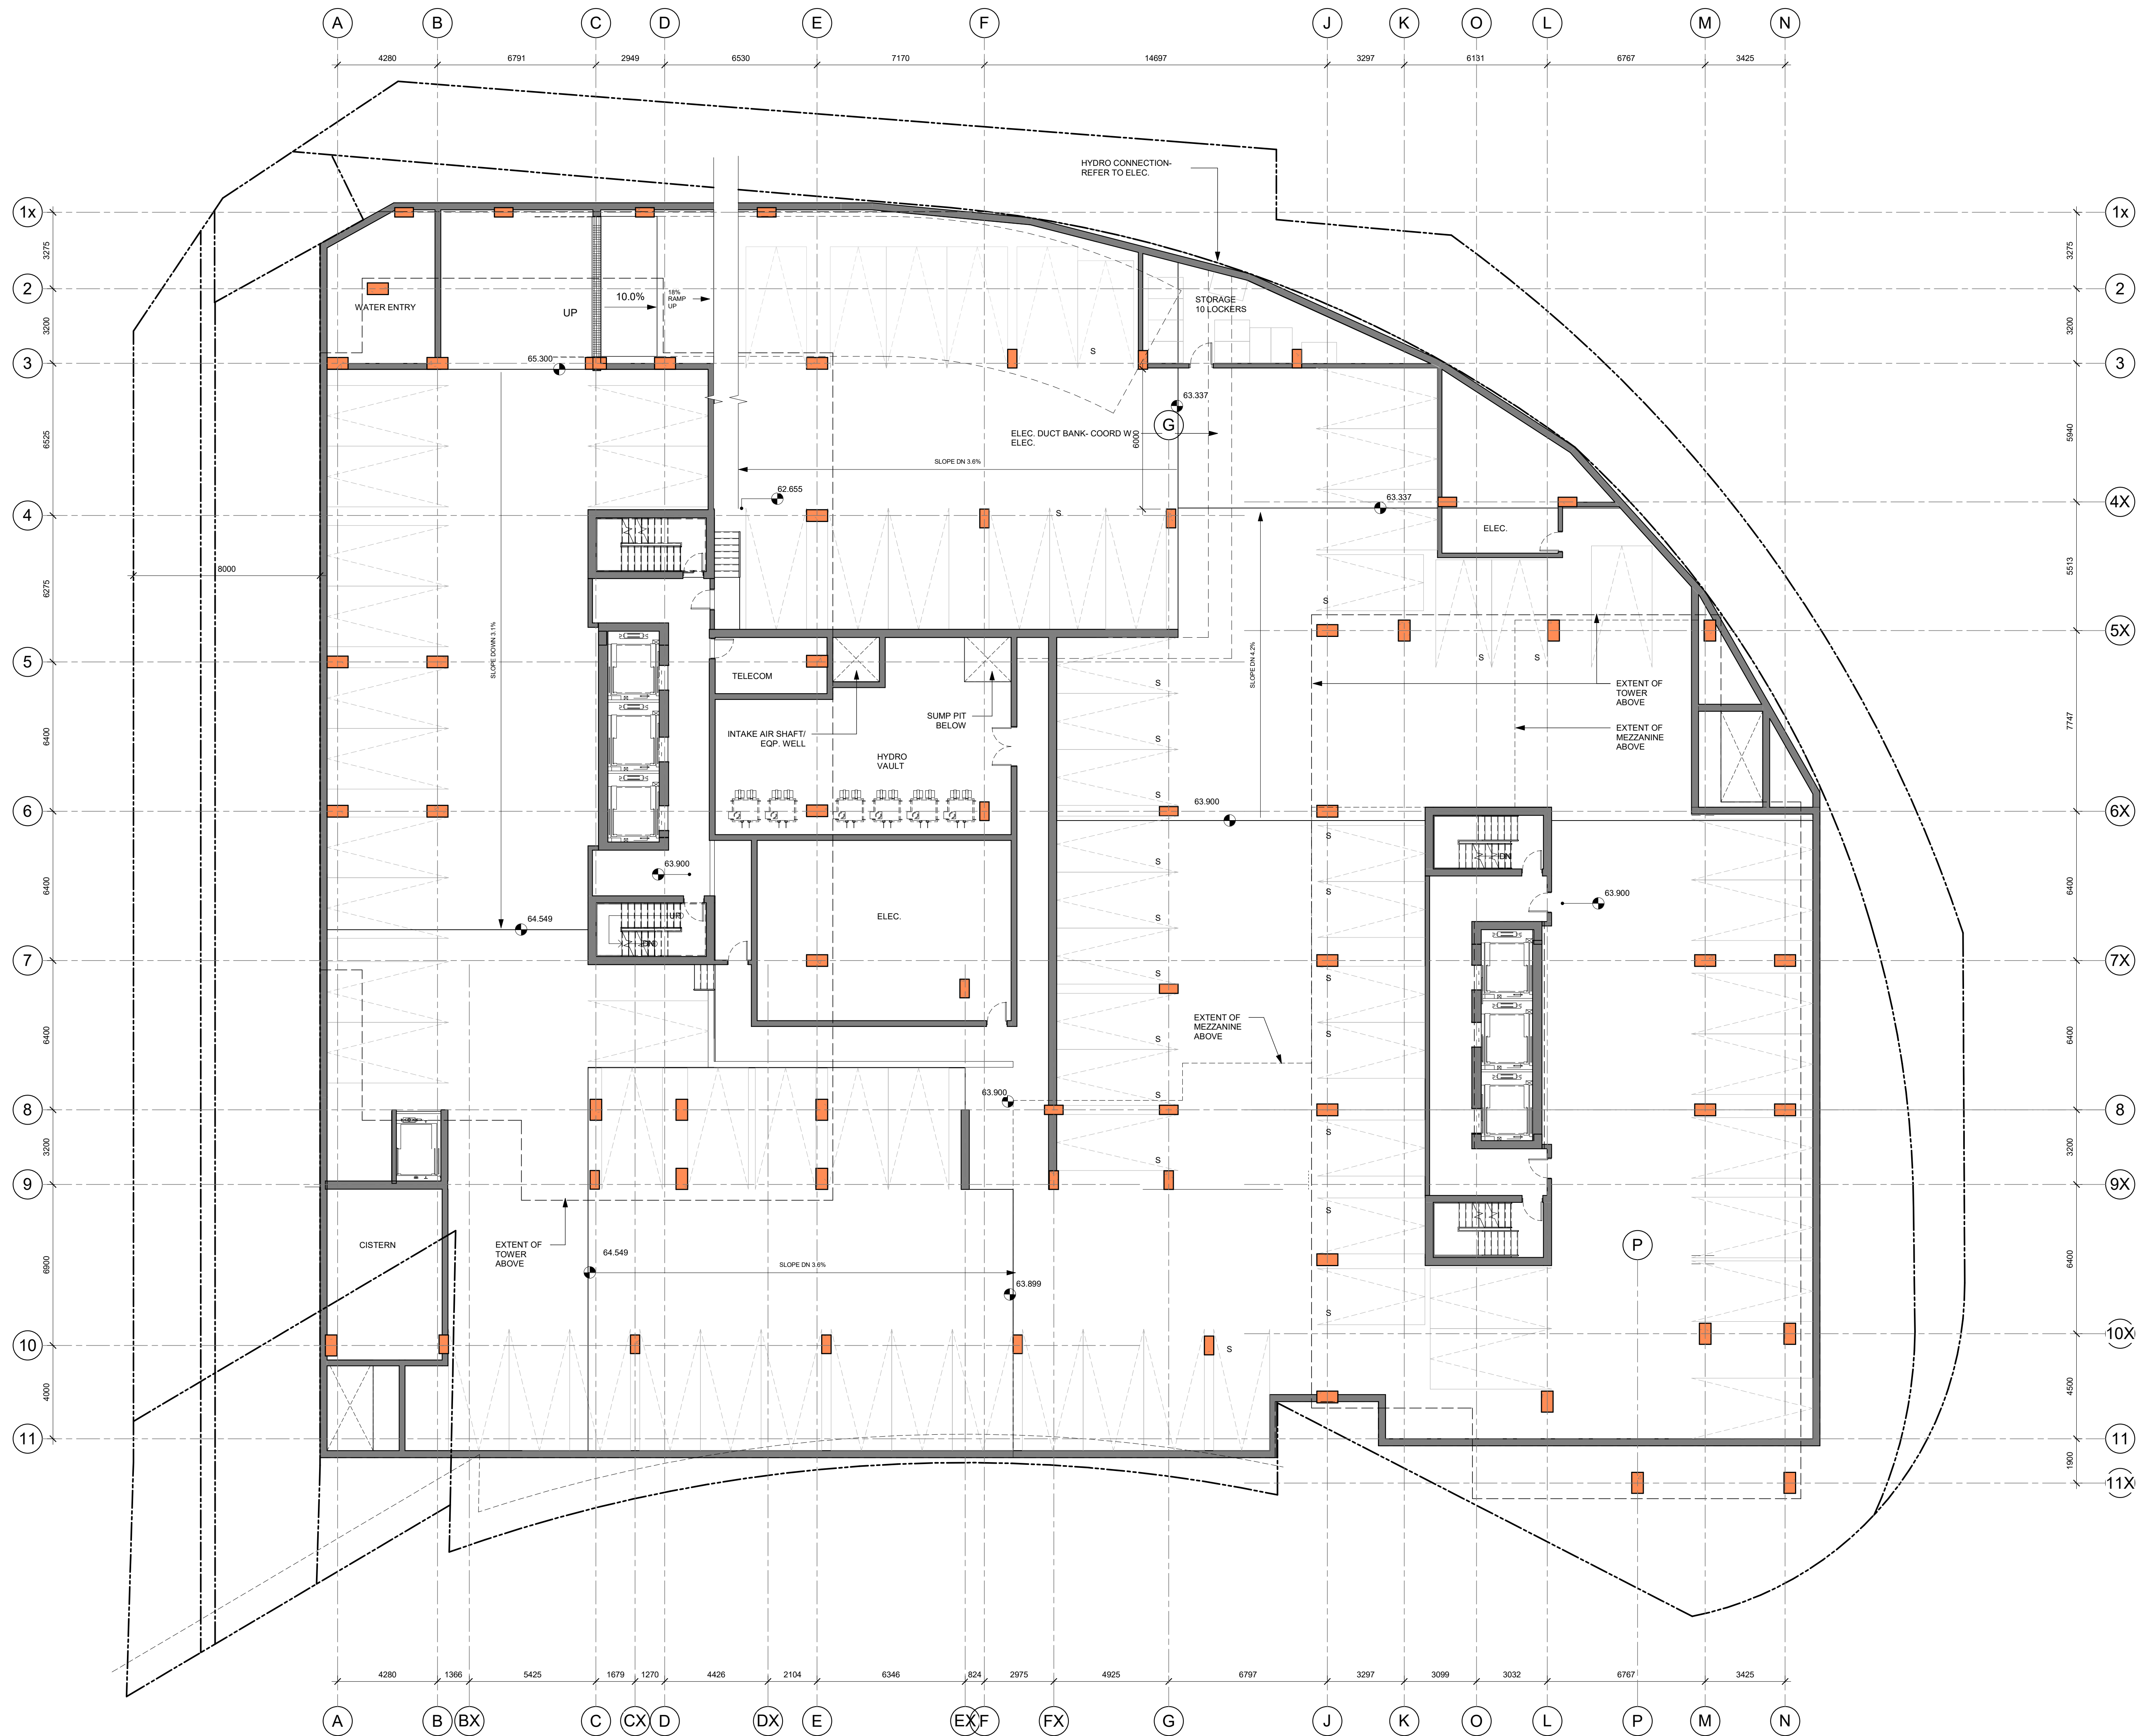 A B C D E F J K O L M N
4280 6791 2949 6530 7170 14697 3297 6131 6767 3425
HYDRO CONNECTION-
REFER TO ELEC.
1x 1x
3275 3275
2 2
WATER ENTRY
UP
10.0%
18%
RAMP
UP
STORAGE
10 LOCKERS
3200 3200
S
3 3
65.300
63.337
G
ELEC. DUCT BANK- COORD W
ELEC.
6000
6525 5940
SLOPE DN 3.6%
62.655
63.337
4 4X
S
ELEC.
8000
6275 5513
S
5X
SLOPE DOWN 3.1%
SLOPE DN 4.2%
5
TELECOM
S S S
EXTENT OF
TOWER
ABOVE
SUMP PIT
BELOW
INTAKE AIR SHAFT/
EQP. WELL
EXTENT OF
MEZZANINE
ABOVE
6400 7747
S
HYDRO
VAULT
S
63.900
6 6X
S
S
DN
63.900
S
6400 6400
S
63.900
UP
ELEC.
S
64.549
DN
S
7 7X
S
S
EXTENT OF
MEZZANINE
ABOVE
S
S
6400 6400
63.900
S
8 8
S
3200 3200
S
9 9X
S
CISTERN
EXTENT OF
TOWER
ABOVE
64.549
P
SLOPE DN 3.6%
6900 6400
63.899
S
10 10X
S
4000 4500
11 11
1900
11X
4280 1366 5425 1679 1270 4426 2104 6346 824 2975 4925 6797 3297 3099 3032 6767 3425
A B BX C CX D DX E EX F FX G J K O L P M N